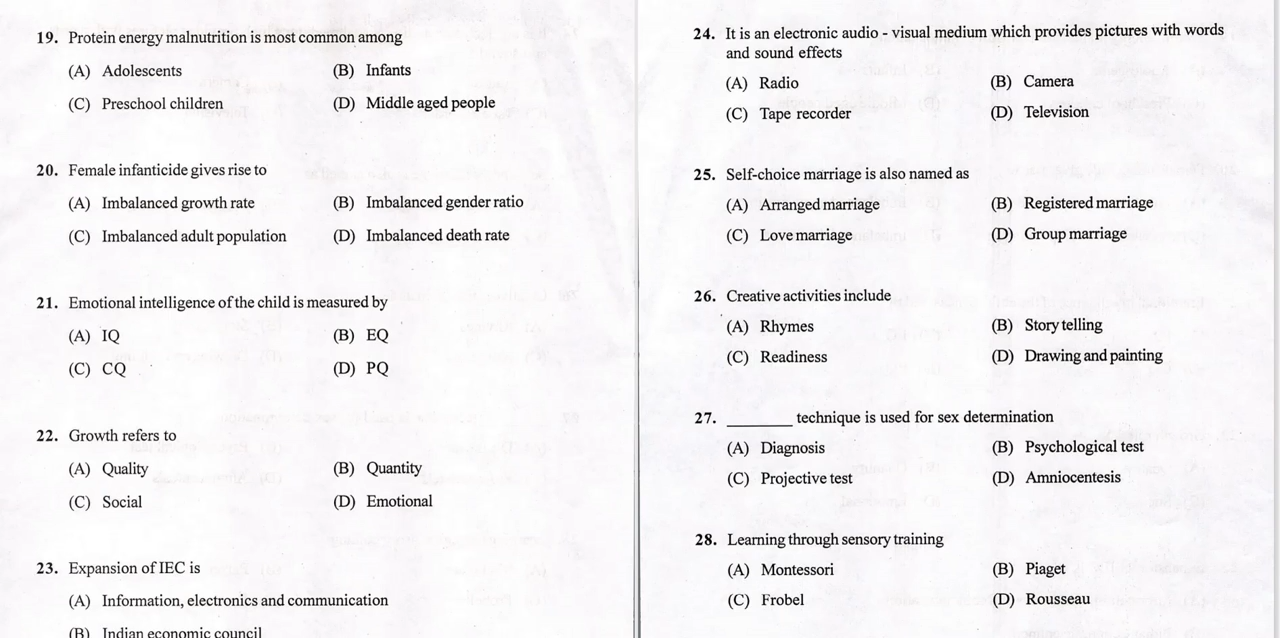 19. Protein energy malnutrition is most common among
(A) Adolescents (B) Infants
(C) Preschool children (D) Middle aged people
20. Female infanticide gives rise to
(A) Imbalanced growth rate (B) Imbalanced gender ratio
(C) Imbalanced adult population (D) Imbalanced death rate
21. Emotional intelligence of the child is measured by
(A) IQ (B) EQ
(C) CQ (D) PQ
22. Growth refers to
(A) Quality (B) Quantity
(C) Social (D) Emotional
23. Expansion of IEC is
(A) Information, electronics and communication
(B) Indian economic council
24. It is an electronic audio - visual medium which provides pictures with words
and sound effects
(A) Radio (B) Camera
(C) Tape recorder (D) Television
25. Self-choice marriage is also named as
(A) Arranged marriage (B) Registered marriage
(C) Love marriage (D) Group marriage
26. Creative activities include
(A) Rhymes (B) Story telling
(C) Readiness (D) Drawing and painting
27. ________ technique is used for sex determination
(A) Diagnosis (B) Psychological test
(C) Projective test (D) Amniocentesis
28. Learning through sensory training
(A) Montessori (B) Piaget
(C) Frobel (D) Rousseau